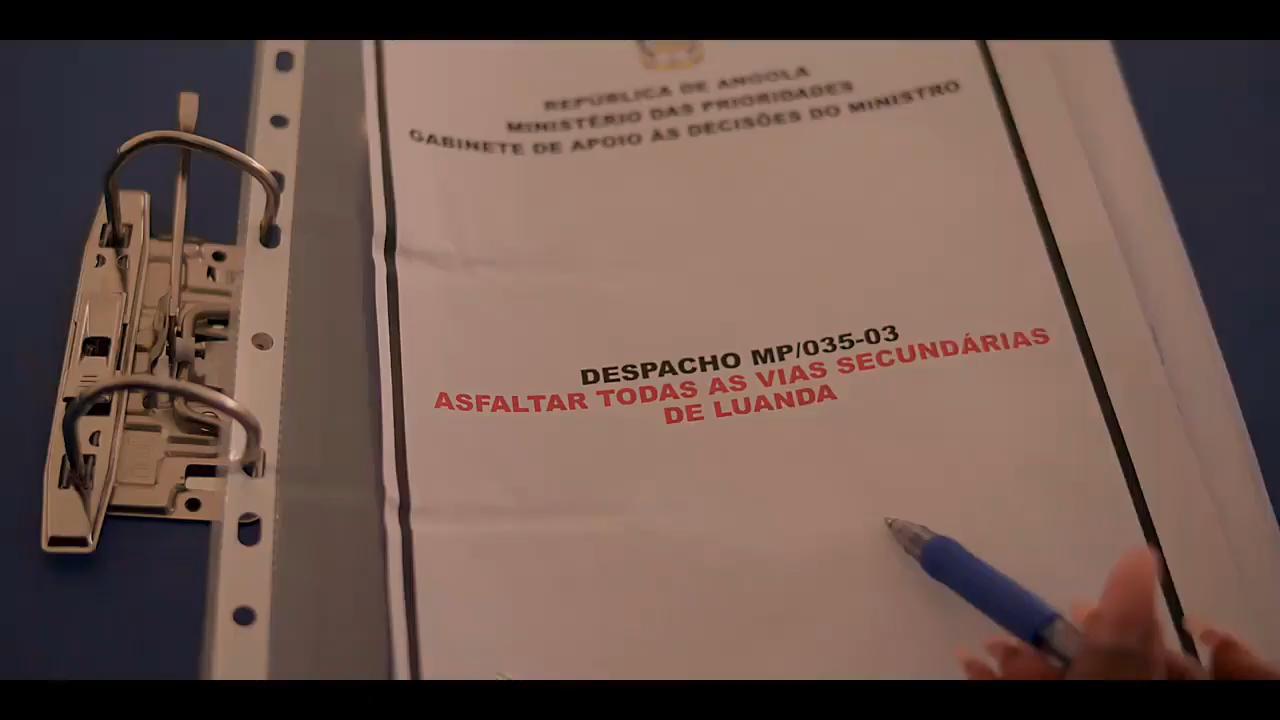 REPÚBLICA DE ANGOLA
MINISTÉRIO DAS PRIORIDADES
GABINETE DE APOIO ÀS DECISÕES DO MINISTRO
DESPACHO MP/035-03
ASFALTAR TODAS AS VIAS SECUNDÁRIAS
DE LUANDA